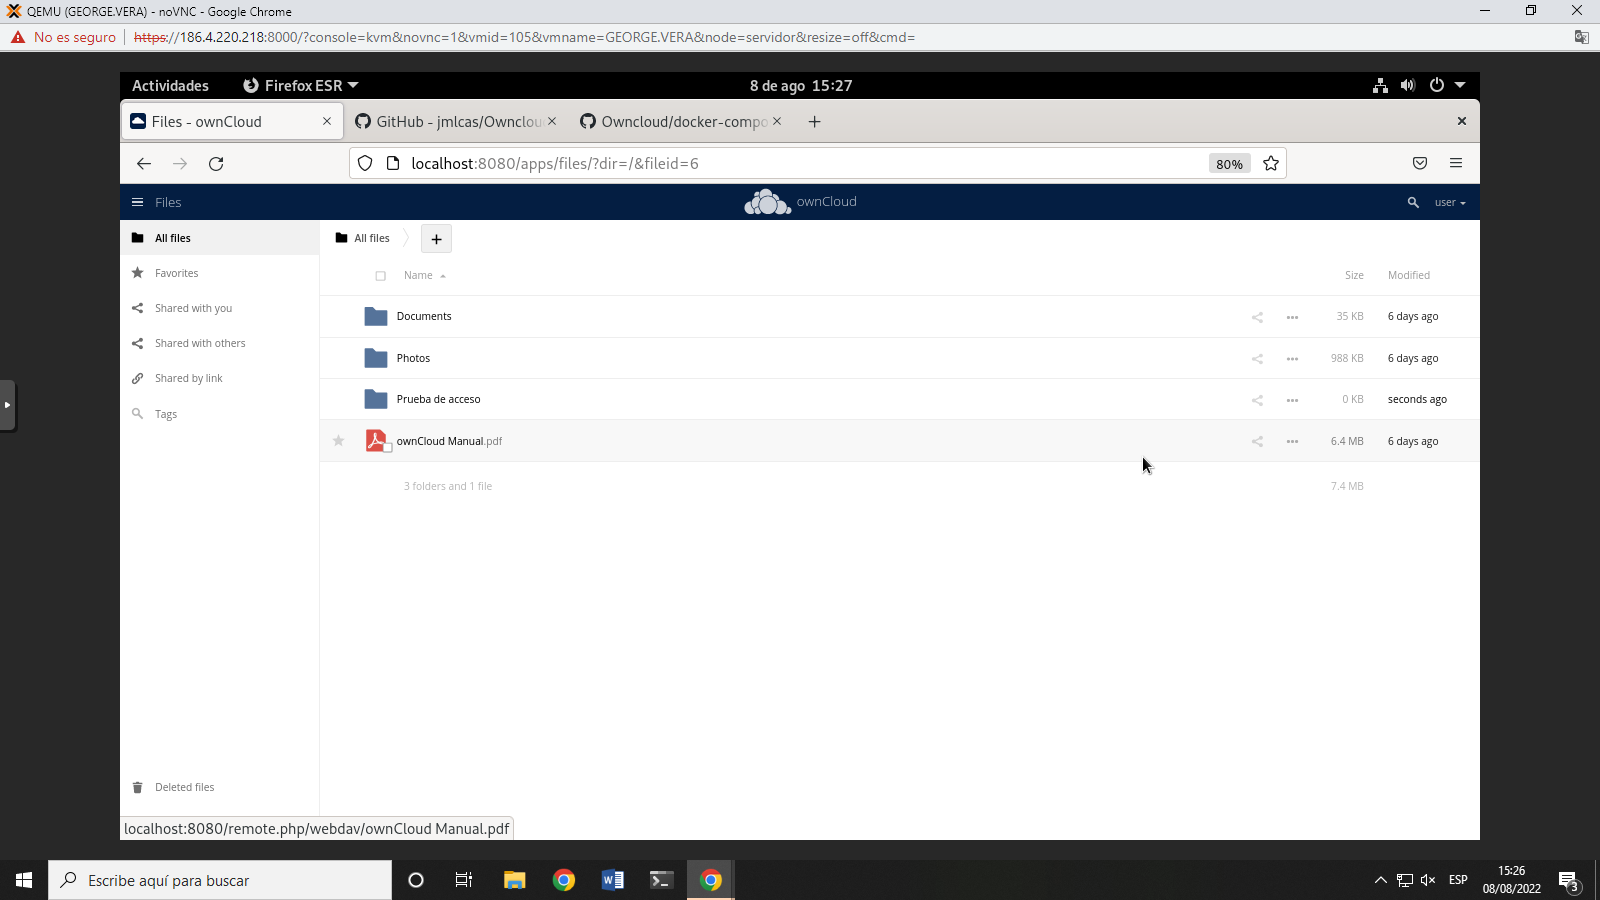 QEMU (GEORGE.VERA) - noVNC - Google Chrome
No es seguro https://186.4.220.218:8000/?console=kvm&novnc=1&vmid=105&vmname=GEORGE.VERA&node=servidor&resize=off&cmd=
Actividades Firefox ESR 8 de ago 15:27
Files - ownCloud GitHub - jmlcas/Owncloud Owncloud/docker-compo
localhost:8080/apps/files/?dir=/&fileid=6 80%
Files ownCloud user
All files All files +
Name Size Modified
Favorites
Shared with you
Shared with others
Shared by link
Tags
Documents 35 KB 6 days ago
Photos 988 KB 6 days ago
Prueba de acceso 0 KB seconds ago
ownCloud Manual.pdf 6.4 MB 6 days ago
3 folders and 1 file 7.4 MB
Deleted files
localhost:8080/remote.php/webdav/ownCloud Manual.pdf
Escribe aquí para buscar ESP 15:26
08/08/2022 3